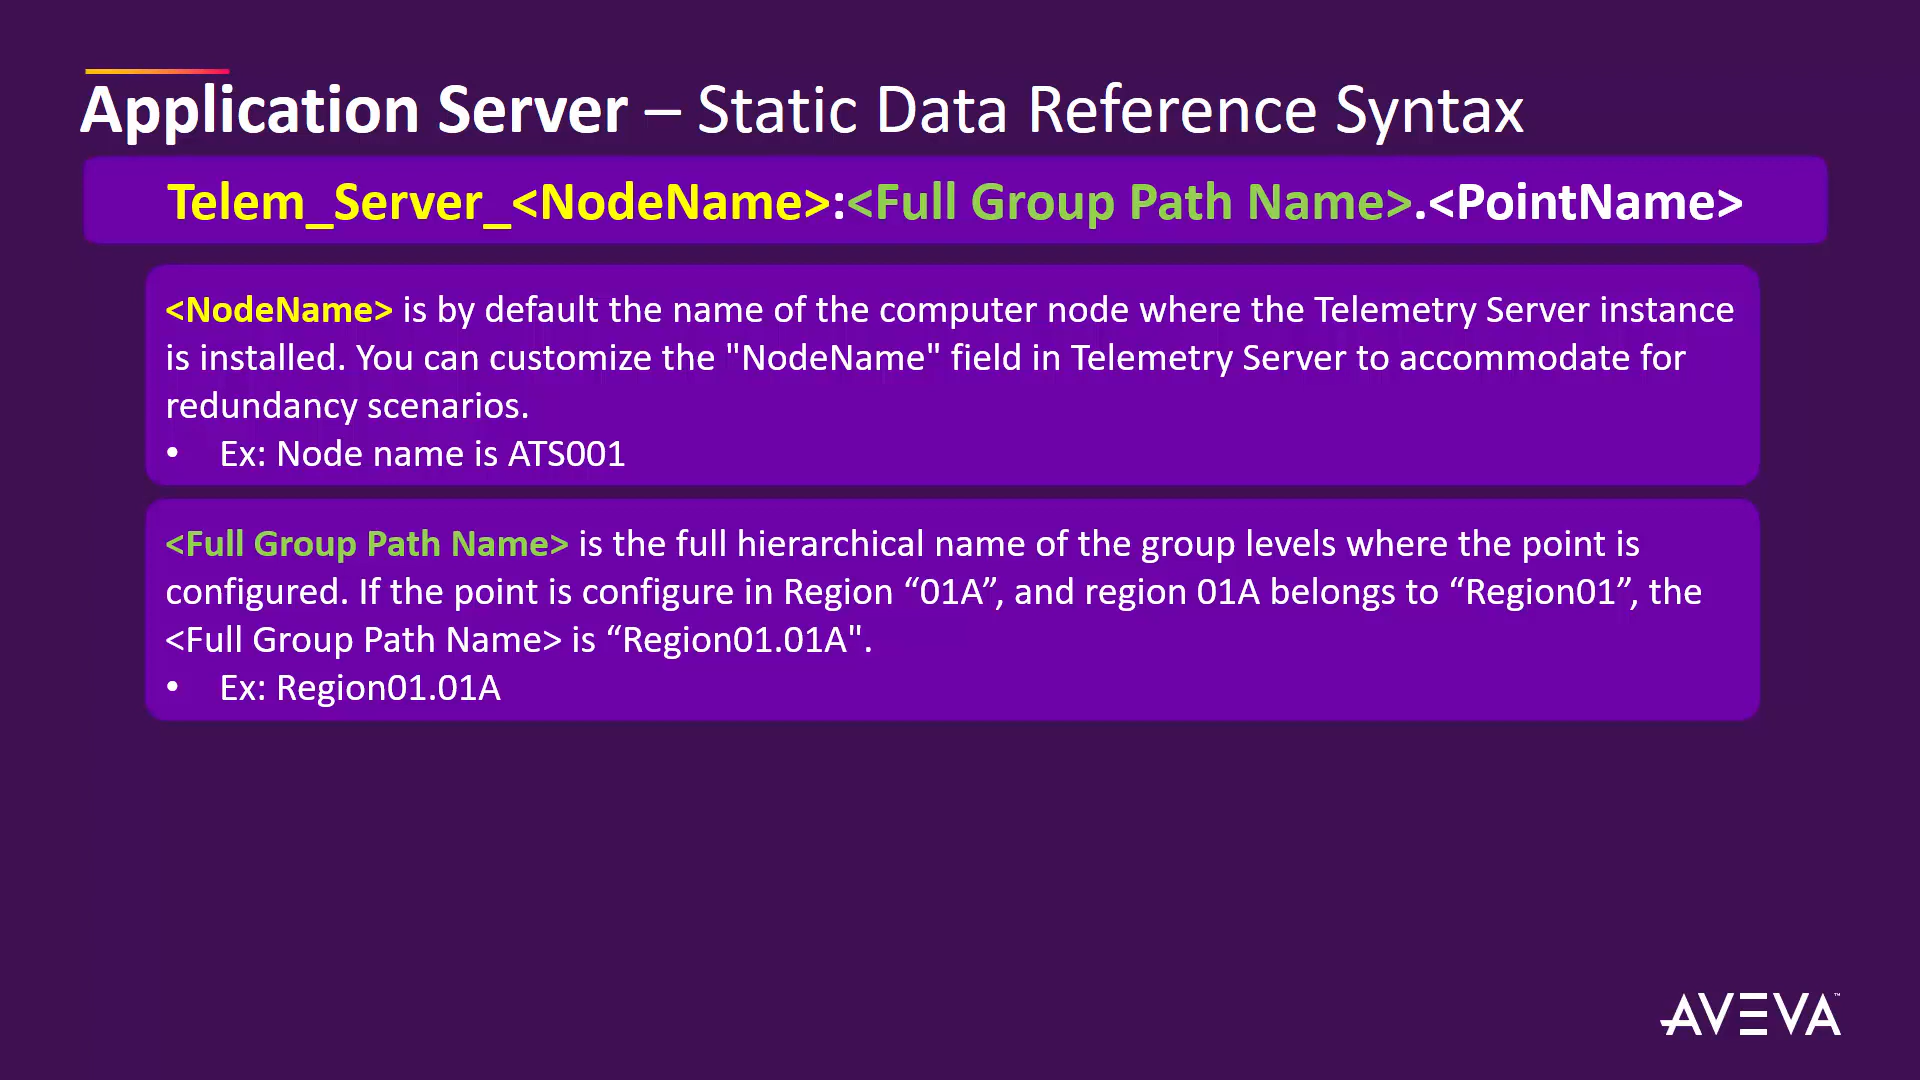 Application Server – Static Data Reference Syntax
Telem_Server_<NodeName>:<Full Group Path Name>.<PointName>
<NodeName> is by default the name of the computer node where the Telemetry Server instance
is installed. You can customize the "NodeName" field in Telemetry Server to accommodate for
redundancy scenarios.
• Ex: Node name is ATS001
<Full Group Path Name> is the full hierarchical name of the group levels where the point is
configured. If the point is configure in Region “01A”, and region 01A belongs to “Region01”, the
<Full Group Path Name> is “Region01.01A".
• Ex: Region01.01A
AVEVA™